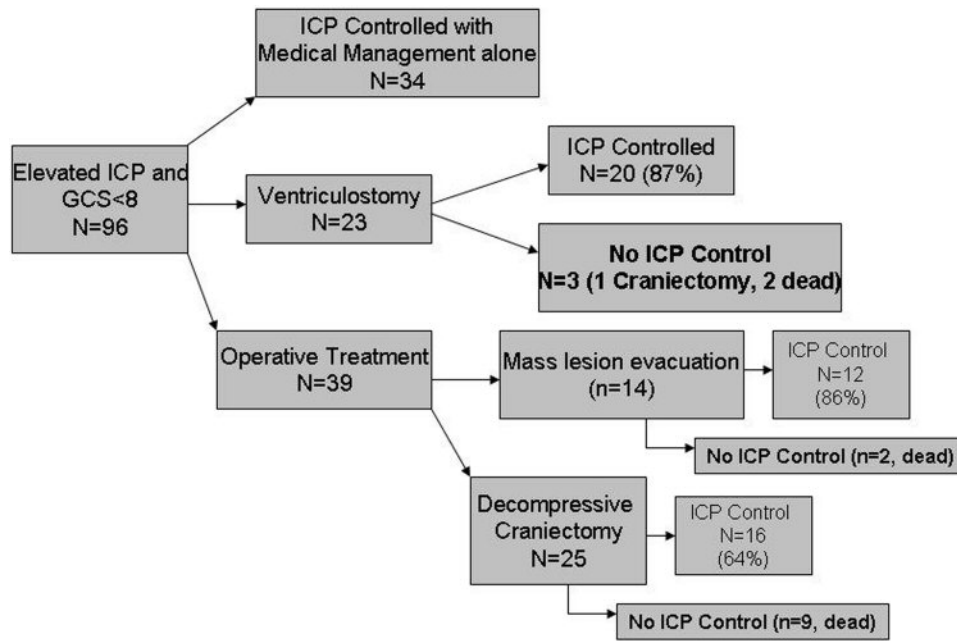 ICP Controlled with
Medical Management alone
N=34
Elevated ICP and
GCS<8
N=96
Ventriculostomy
N=23
ICP Controlled
N=20 (87%)
No ICP Control
N=3 (1 Craniectomy, 2 dead)
Operative Treatment
N=39
Mass lesion evacuation
(n=14)
ICP Control
N=12
(86%)
No ICP Control (n=2, dead)
Decompressive
Craniectomy
N=25
ICP Control
N=16
(64%)
No ICP Control (n=9, dead)